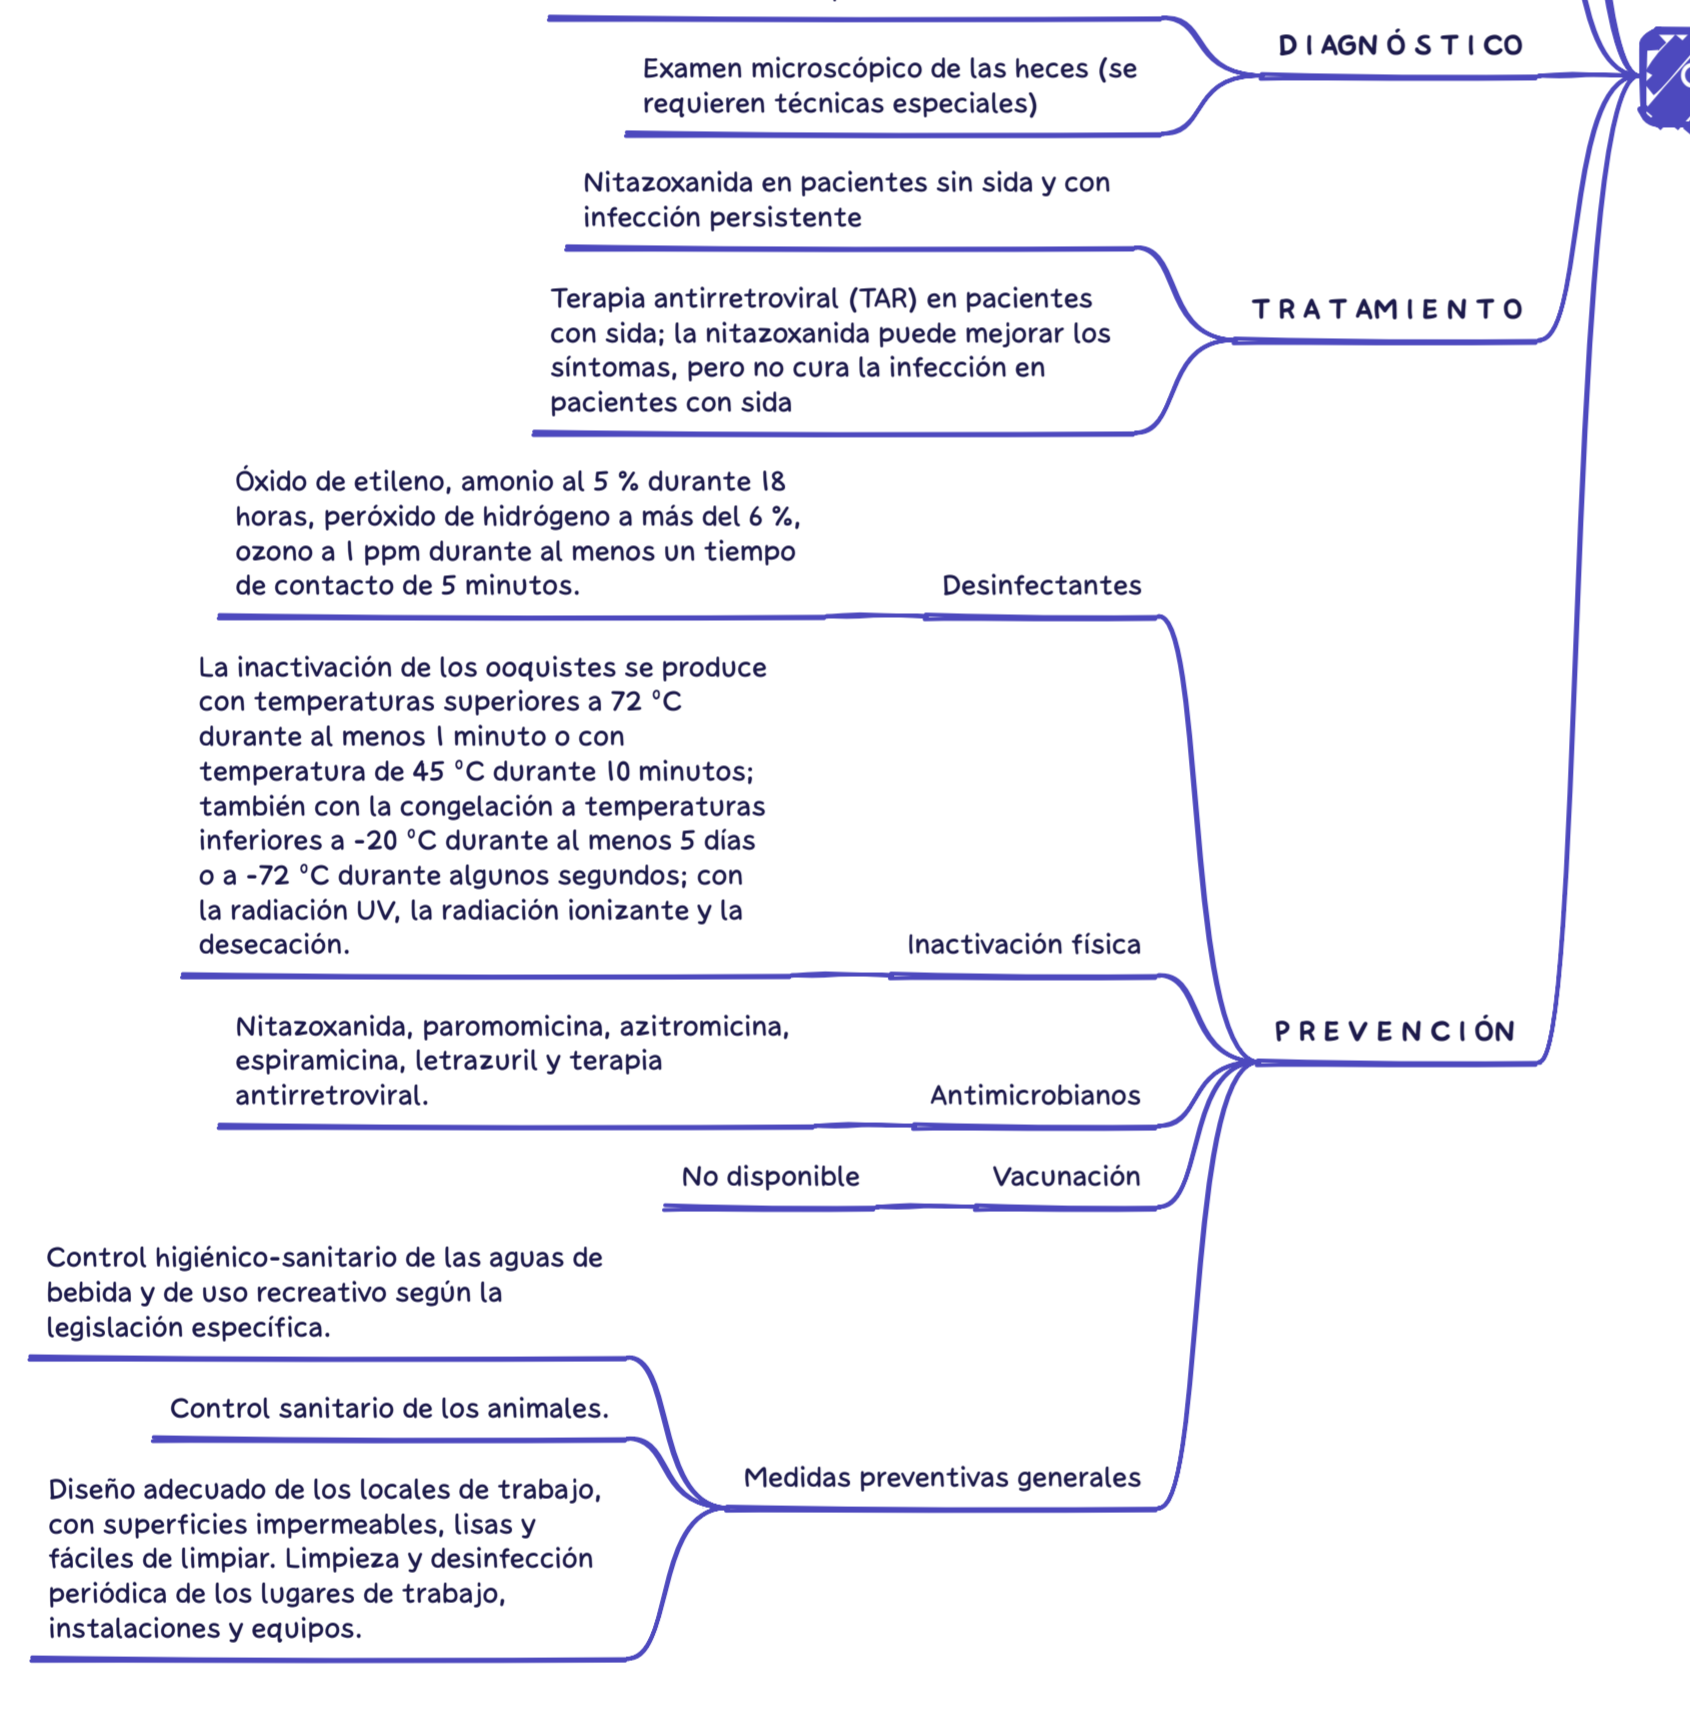 DIAGNÓSTICO
Examen microscópico de las heces (se
requieren técnicas especiales)
TRATAMIENTO
Nitazoxanida en pacientes sin sida y con
infección persistente
Terapia antirretroviral (TAR) en pacientes
con sida; la nitazoxanida puede mejorar los
síntomas, pero no cura la infección en
pacientes con sida
PREVENCIÓN
Desinfectantes
Óxido de etileno, amonio al 5 % durante 18
horas, peróxido de hidrógeno a más del 6 %,
ozono a 1 ppm durante al menos un tiempo
de contacto de 5 minutos.
Inactivación física
La inactivación de los ooquistes se produce
con temperaturas superiores a 72 °C
durante al menos 1 minuto o con
temperatura de 45 °C durante 10 minutos;
también con la congelación a temperaturas
inferiores a -20 °C durante al menos 5 días
o a -72 °C durante algunos segundos; con
la radiación UV, la radiación ionizante y la
desecación.
Antimicrobianos
Nitazoxanida, paromomicina, azitromicina,
espiramicina, letrazuril y terapia
antirretroviral.
Vacunación
No disponible
Medidas preventivas generales
Control higiénico-sanitario de las aguas de
bebida y de uso recreativo según la
legislación específica.
Control sanitario de los animales.
Diseño adecuado de los locales de trabajo,
con superficies impermeables, lisas y
fáciles de limpiar. Limpieza y desinfección
periódica de los lugares de trabajo,
instalaciones y equipos.